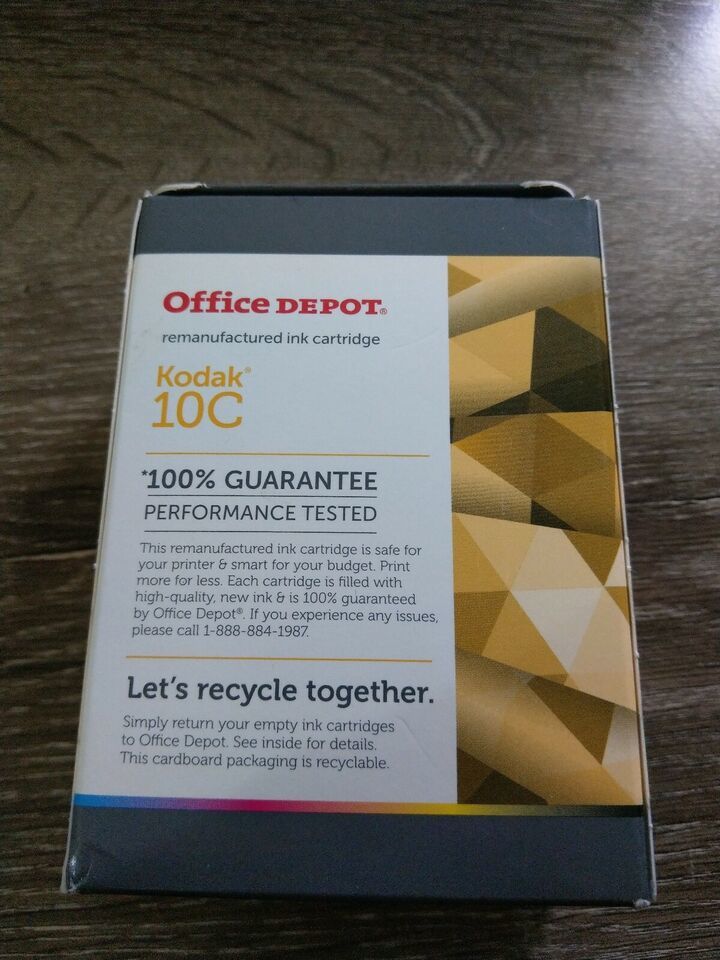 Office DEPOT®
remanufactured ink cartridge
Kodak®
10C
*100% GUARANTEE
PERFORMANCE TESTED
This remanufactured ink cartridge is safe for
your printer & smart for your budget. Print
more for less. Each cartridge is filled with
high-quality, new ink & is 100% guaranteed
by Office Depot®. If you experience any issues,
please call 1-888-884-1987.
Let's recycle together.
Simply return your empty ink cartridges
to Office Depot. See inside for details.
This cardboard packaging is recyclable.